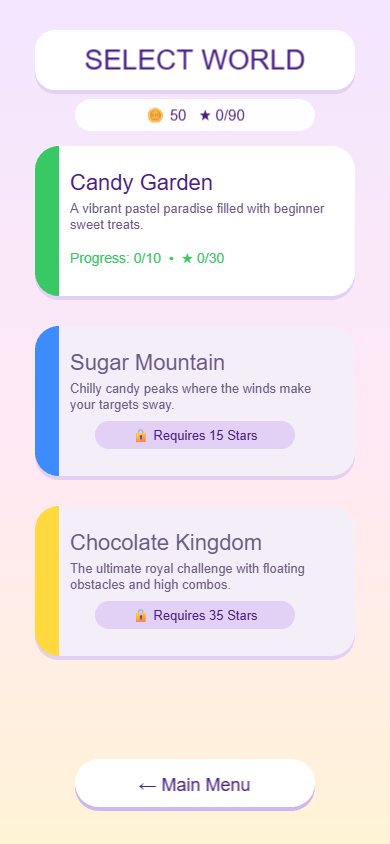 SELECT WORLD
50 ★ 0/90
Candy Garden
A vibrant pastel paradise filled with beginner
sweet treats.
Progress: 0/10 • ★ 0/30
Sugar Mountain
Chilly candy peaks where the winds make
your targets sway.
🔒 Requires 15 Stars
Chocolate Kingdom
The ultimate royal challenge with floating
obstacles and high combos.
🔒 Requires 35 Stars
← Main Menu